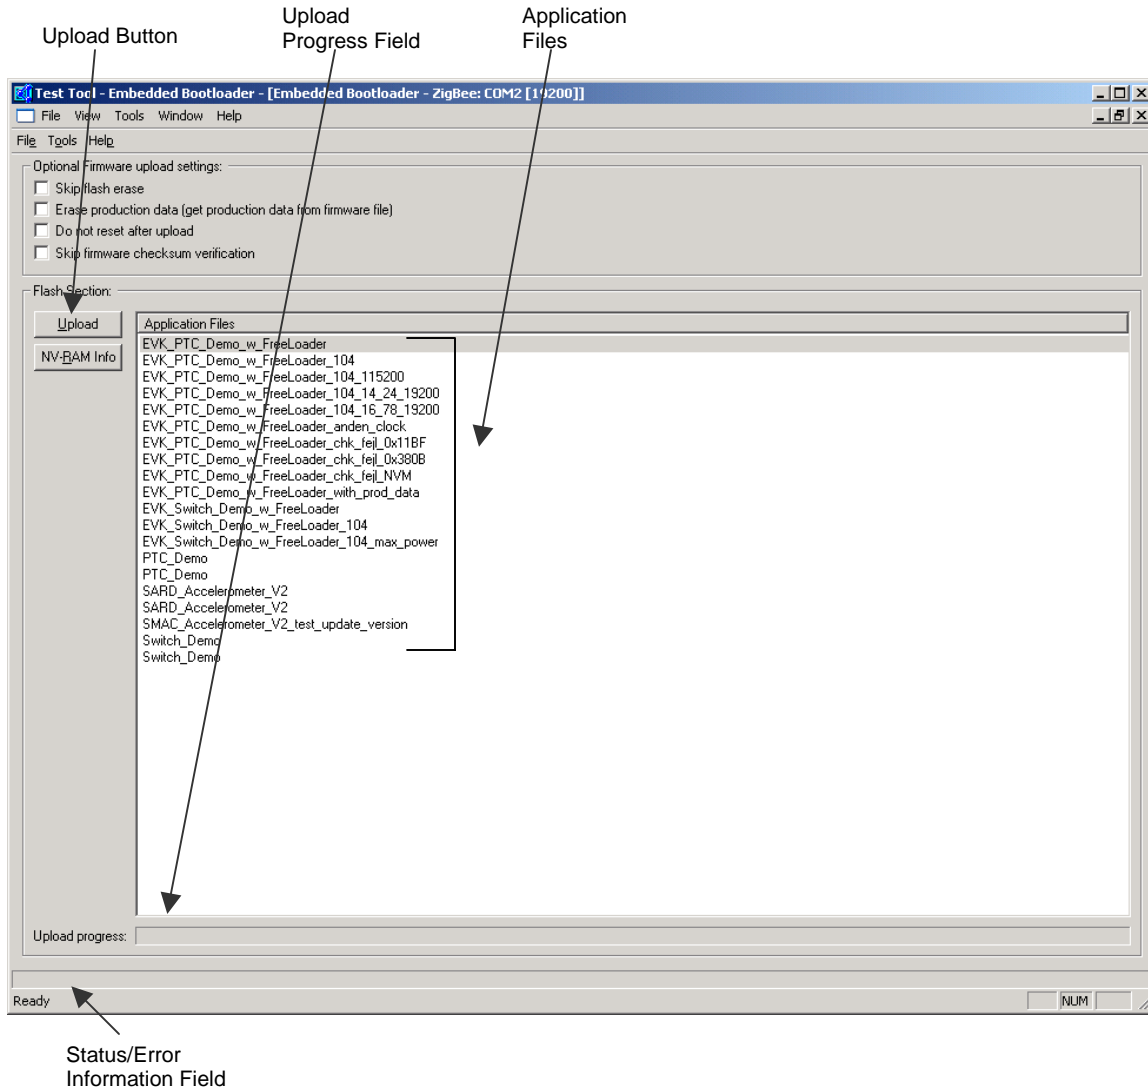 Upload Button
Upload
Progress Field
Application
Files
Test Tool - Embedded Bootloader - [Embedded Bootloader - ZigBee: COM2 [19200]]
File View Tools Window Help
File Tools Help
Optional Firmware upload settings:
Skip flash erase
Erase production data (get production data from firmware file)
Do not reset after upload
Skip firmware checksum verification
Flash Section:
Upload
NV-RAM Info
Application Files
EVK_PTC_Demo_w_FreeLoader
EVK_PTC_Demo_w_FreeLoader_104
EVK_PTC_Demo_w_FreeLoader_104_115200
EVK_PTC_Demo_w_FreeLoader_104_14_24_19200
EVK_PTC_Demo_w_FreeLoader_104_16_78_19200
EVK_PTC_Demo_w_FreeLoader_anden_clock
EVK_PTC_Demo_w_FreeLoader_chk_fejl_0x11BF
EVK_PTC_Demo_w_FreeLoader_chk_fejl_0x380B
EVK_PTC_Demo_w_FreeLoader_chk_fejl_NVM
EVK_PTC_Demo_w_FreeLoader_with_prod_data
EVK_Switch_Demo_w_FreeLoader
EVK_Switch_Demo_w_FreeLoader_104
EVK_Switch_Demo_w_FreeLoader_104_max_power
PTC_Demo
PTC_Demo
SARD_Accelerometer_V2
SARD_Accelerometer_V2
SMAC_Accelerometer_V2_test_update_version
Switch_Demo
Switch_Demo
Upload progress:
Ready
NUM
Status/Error
Information Field